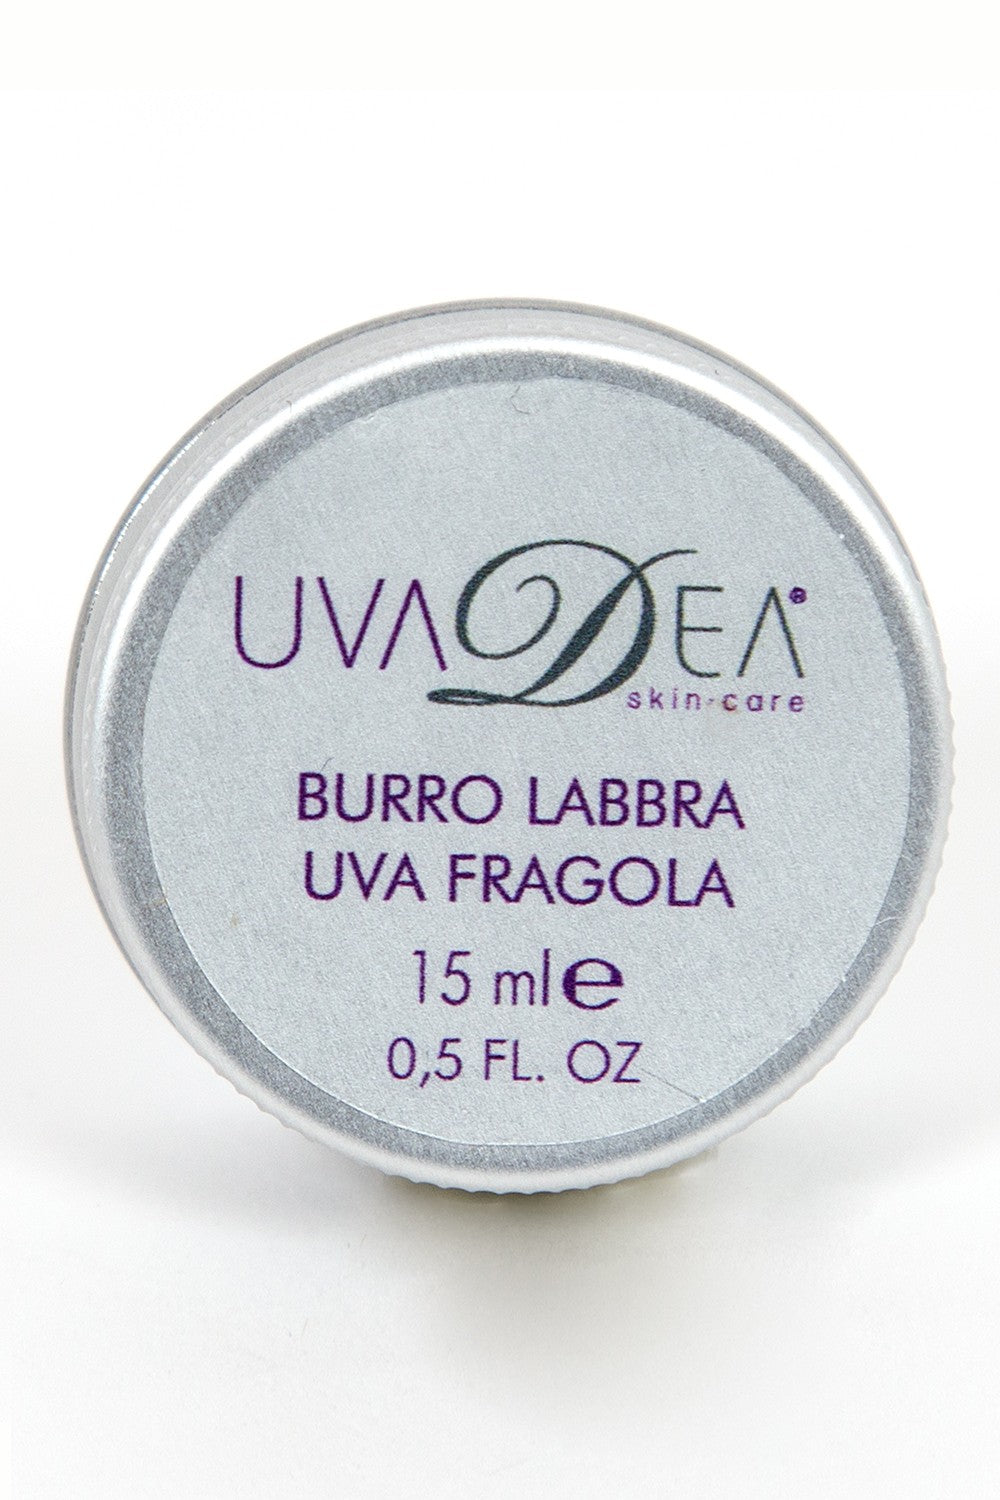 UVADEA®
skin-care
BURRO LABBRA
UVA FRAGOLA
15 ml e
0,5 FL. OZ